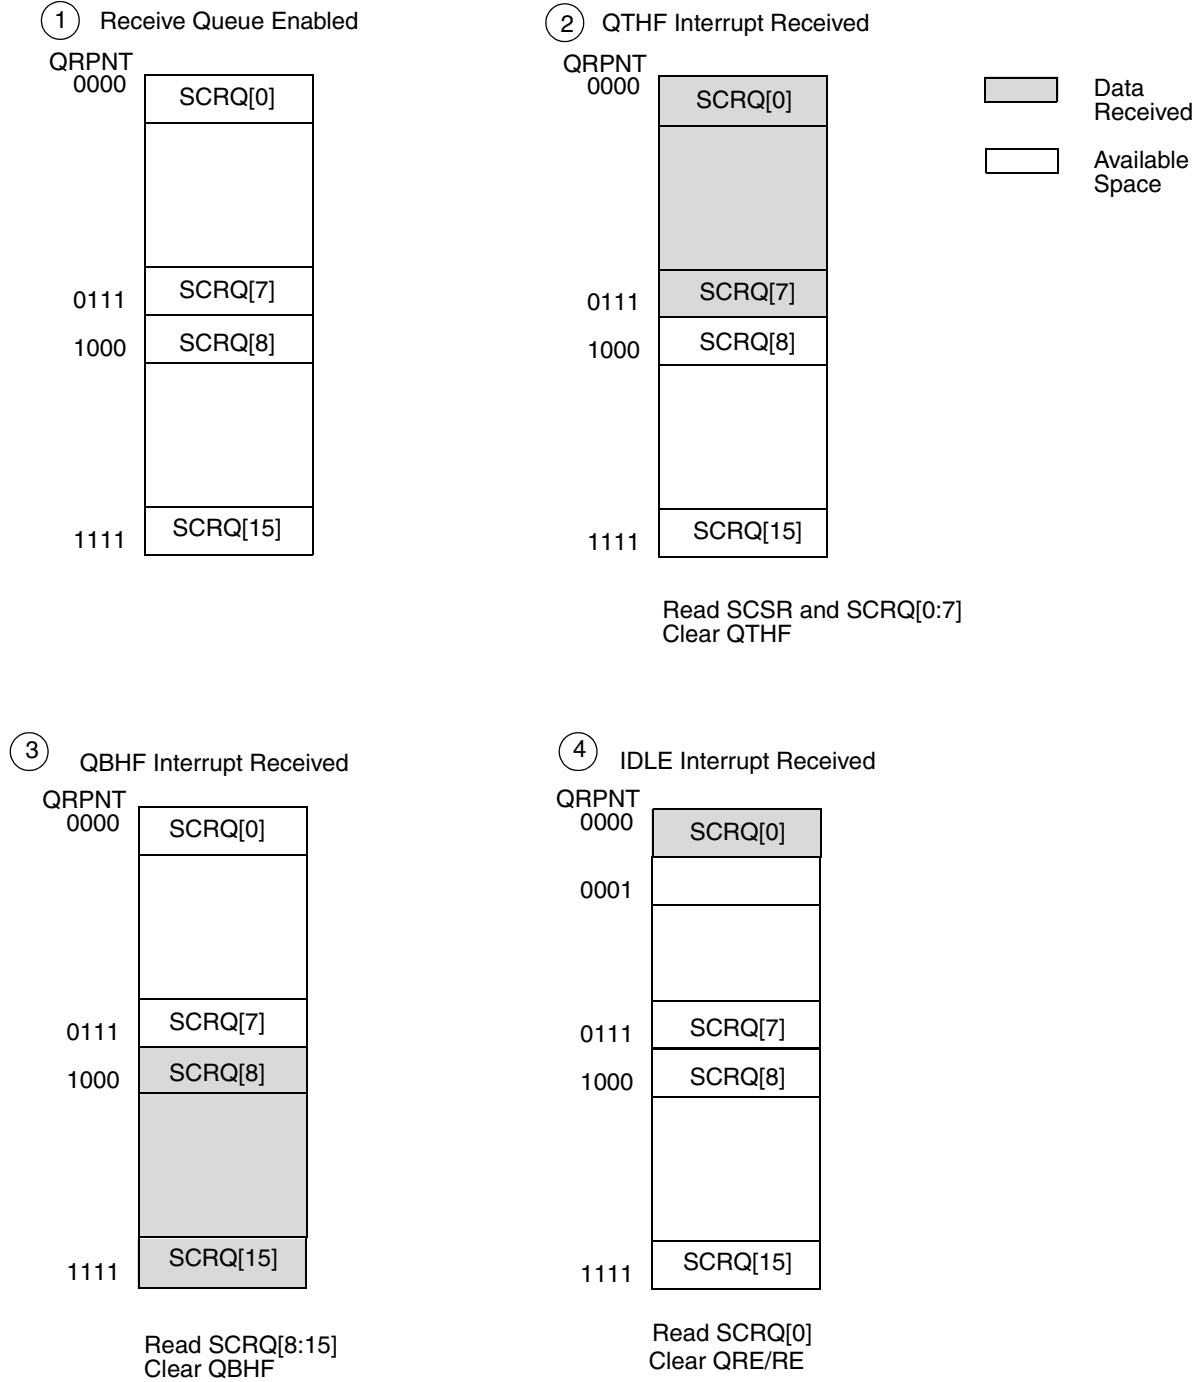 1 Receive Queue Enabled
QRPNT
0000
SCRQ[0]
0111
SCRQ[7]
1000
SCRQ[8]
1111
SCRQ[15]
2 QTHF Interrupt Received
QRPNT
0000
SCRQ[0]
0111
SCRQ[7]
1000
SCRQ[8]
1111
SCRQ[15]
Read SCSR and SCRQ[0:7]
Clear QTHF
Data
Received
Available
Space
3 QBHF Interrupt Received
QRPNT
0000
SCRQ[0]
0111
SCRQ[7]
1000
SCRQ[8]
1111
SCRQ[15]
Read SCRQ[8:15]
Clear QBHF
4 IDLE Interrupt Received
QRPNT
0000
SCRQ[0]
0001
0111
SCRQ[7]
1000
SCRQ[8]
1111
SCRQ[15]
Read SCRQ[0]
Clear QRE/RE